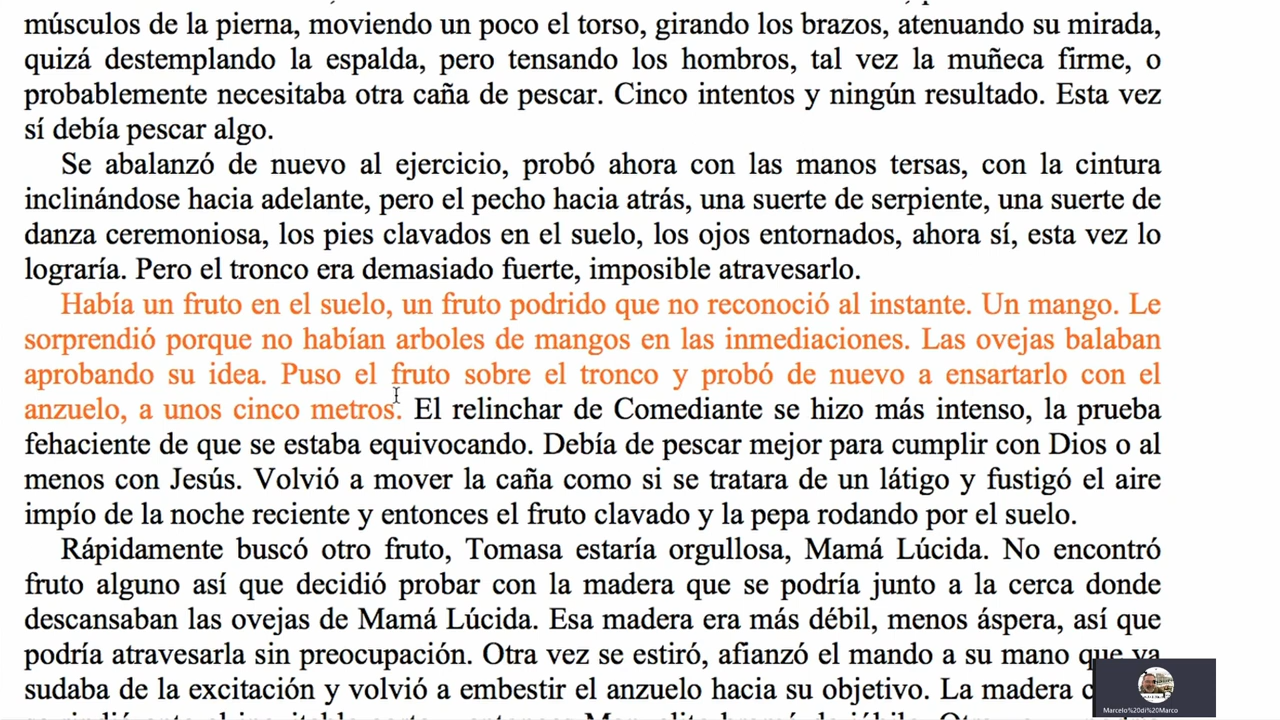 músculos de la pierna, moviendo un poco el torso, girando los brazos, atenuando su mirada,
quizá destemplando la espalda, pero tensando los hombros, tal vez la muñeca firme, o
probablemente necesitaba otra caña de pescar. Cinco intentos y ningún resultado. Esta vez
sí debía pescar algo.
Se abalanzó de nuevo al ejercicio, probó ahora con las manos tersas, con la cintura
inclinándose hacia adelante, pero el pecho hacia atrás, una suerte de serpiente, una suerte de
danza ceremoniosa, los pies clavados en el suelo, los ojos entornados, ahora sí, esta vez lo
lograría. Pero el tronco era demasiado fuerte, imposible atravesarlo.
Había un fruto en el suelo, un fruto podrido que no reconoció al instante. Un mango. Le
sorprendió porque no habían arboles de mangos en las inmediaciones. Las ovejas balaban
aprobando su idea. Puso el fruto sobre el tronco y probó de nuevo a ensartarlo con el
anzuelo, a unos cinco metros. El relinchar de Comediante se hizo más intenso, la prueba
fehaciente de que se estaba equivocando. Debía de pescar mejor para cumplir con Dios o al
menos con Jesús. Volvió a mover la caña como si se tratara de un látigo y fustigó el aire
impío de la noche reciente y entonces el fruto clavado y la pepa rodando por el suelo.
Rápidamente buscó otro fruto, Tomasa estaría orgullosa, Mamá Lúcida. No encontró
fruto alguno así que decidió probar con la madera que se podría junto a la cerca donde
descansaban las ovejas de Mamá Lúcida. Esa madera era más débil, menos áspera, así que
podría atravesarla sin preocupación. Otra vez se estiró, afianzó el mando a su mano que ya
sudaba de la excitación y volvió a embestir el anzuelo hacia su objetivo. La madera
Marcelo%20di%20Marco